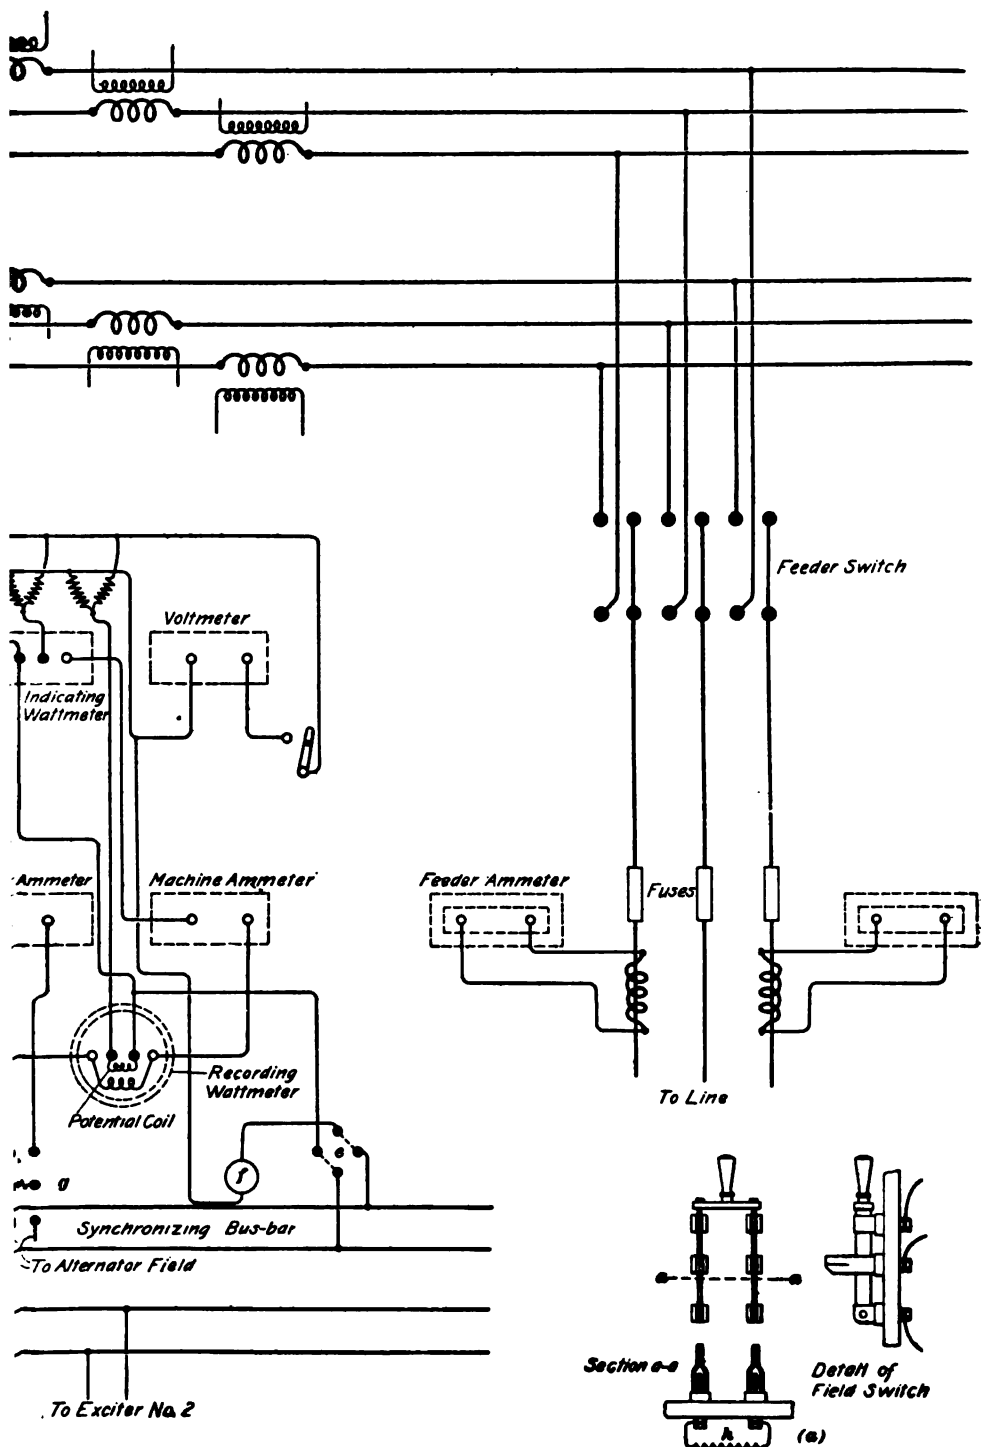 Feeder Switch
Voltmeter
Indicating
Wattmeter
Ammeter
Machine Ammeter
Feeder Ammeter
Fuses
Recording
Wattmeter
Potential Coil
To Line
e
f
g
Synchronizing Bus-bar
To Alternator Field
a
a
Section a-a
Detail of
Field Switch
To Exciter No. 2
h
(a)